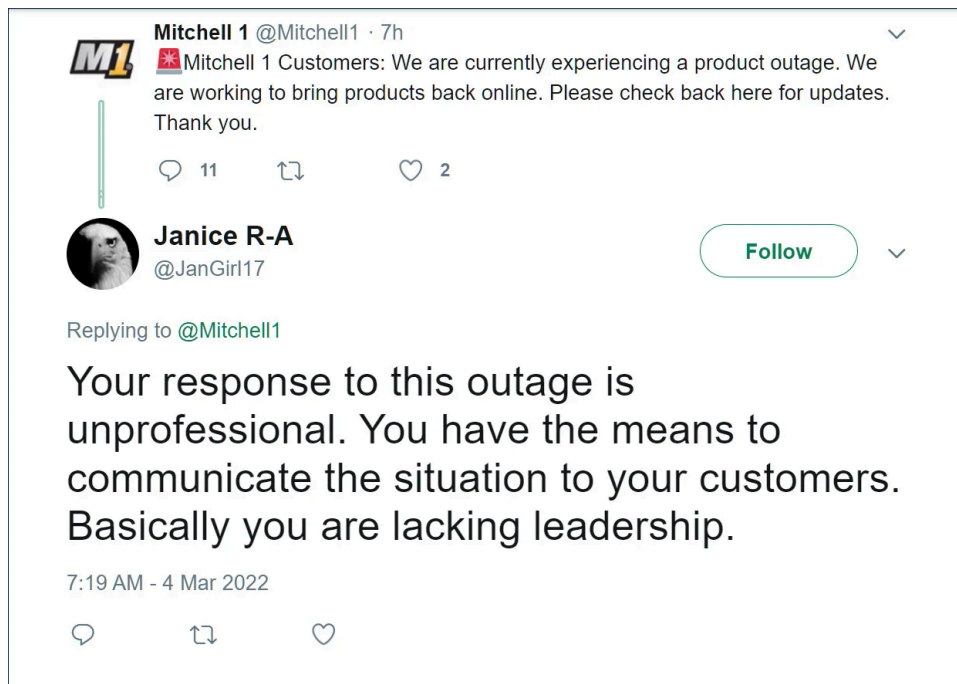 M1
Mitchell 1 @Mitchell1 · 7h
🚨Mitchell 1 Customers: We are currently experiencing a product outage. We
are working to bring products back online. Please check back here for updates.
Thank you.
11 2
Janice R-A
@JanGirl17
Follow
Replying to @Mitchell1
Your response to this outage is
unprofessional. You have the means to
communicate the situation to your customers.
Basically you are lacking leadership.
7:19 AM - 4 Mar 2022